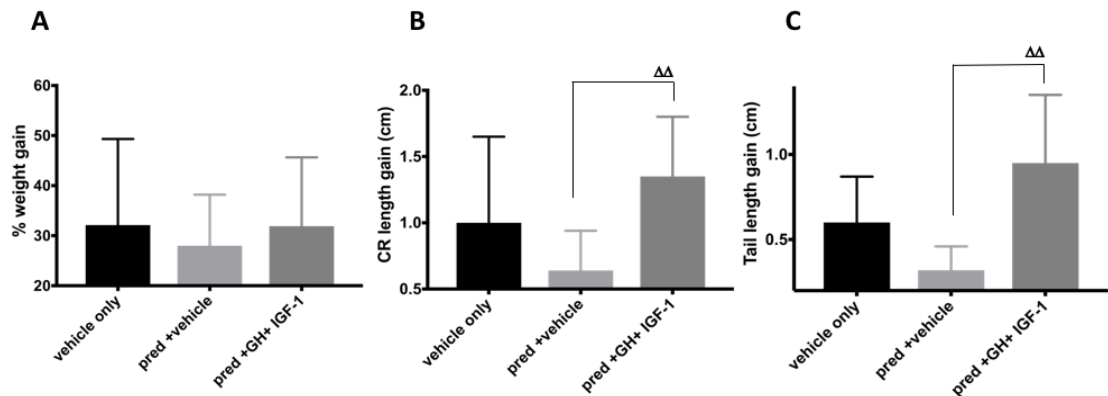 A
B
C
% weight gain
60
50
40
30
20
vehicle only
pred +vehicle
pred +GH+ IGF-1
CR length gain (cm)
2.0
1.5
1.0
0.5
ΔΔ
vehicle only
pred +vehicle
pred +GH+ IGF-1
Tail length gain (cm)
1.0
0.5
ΔΔ
vehicle only
pred +vehicle
pred +GH+ IGF-1